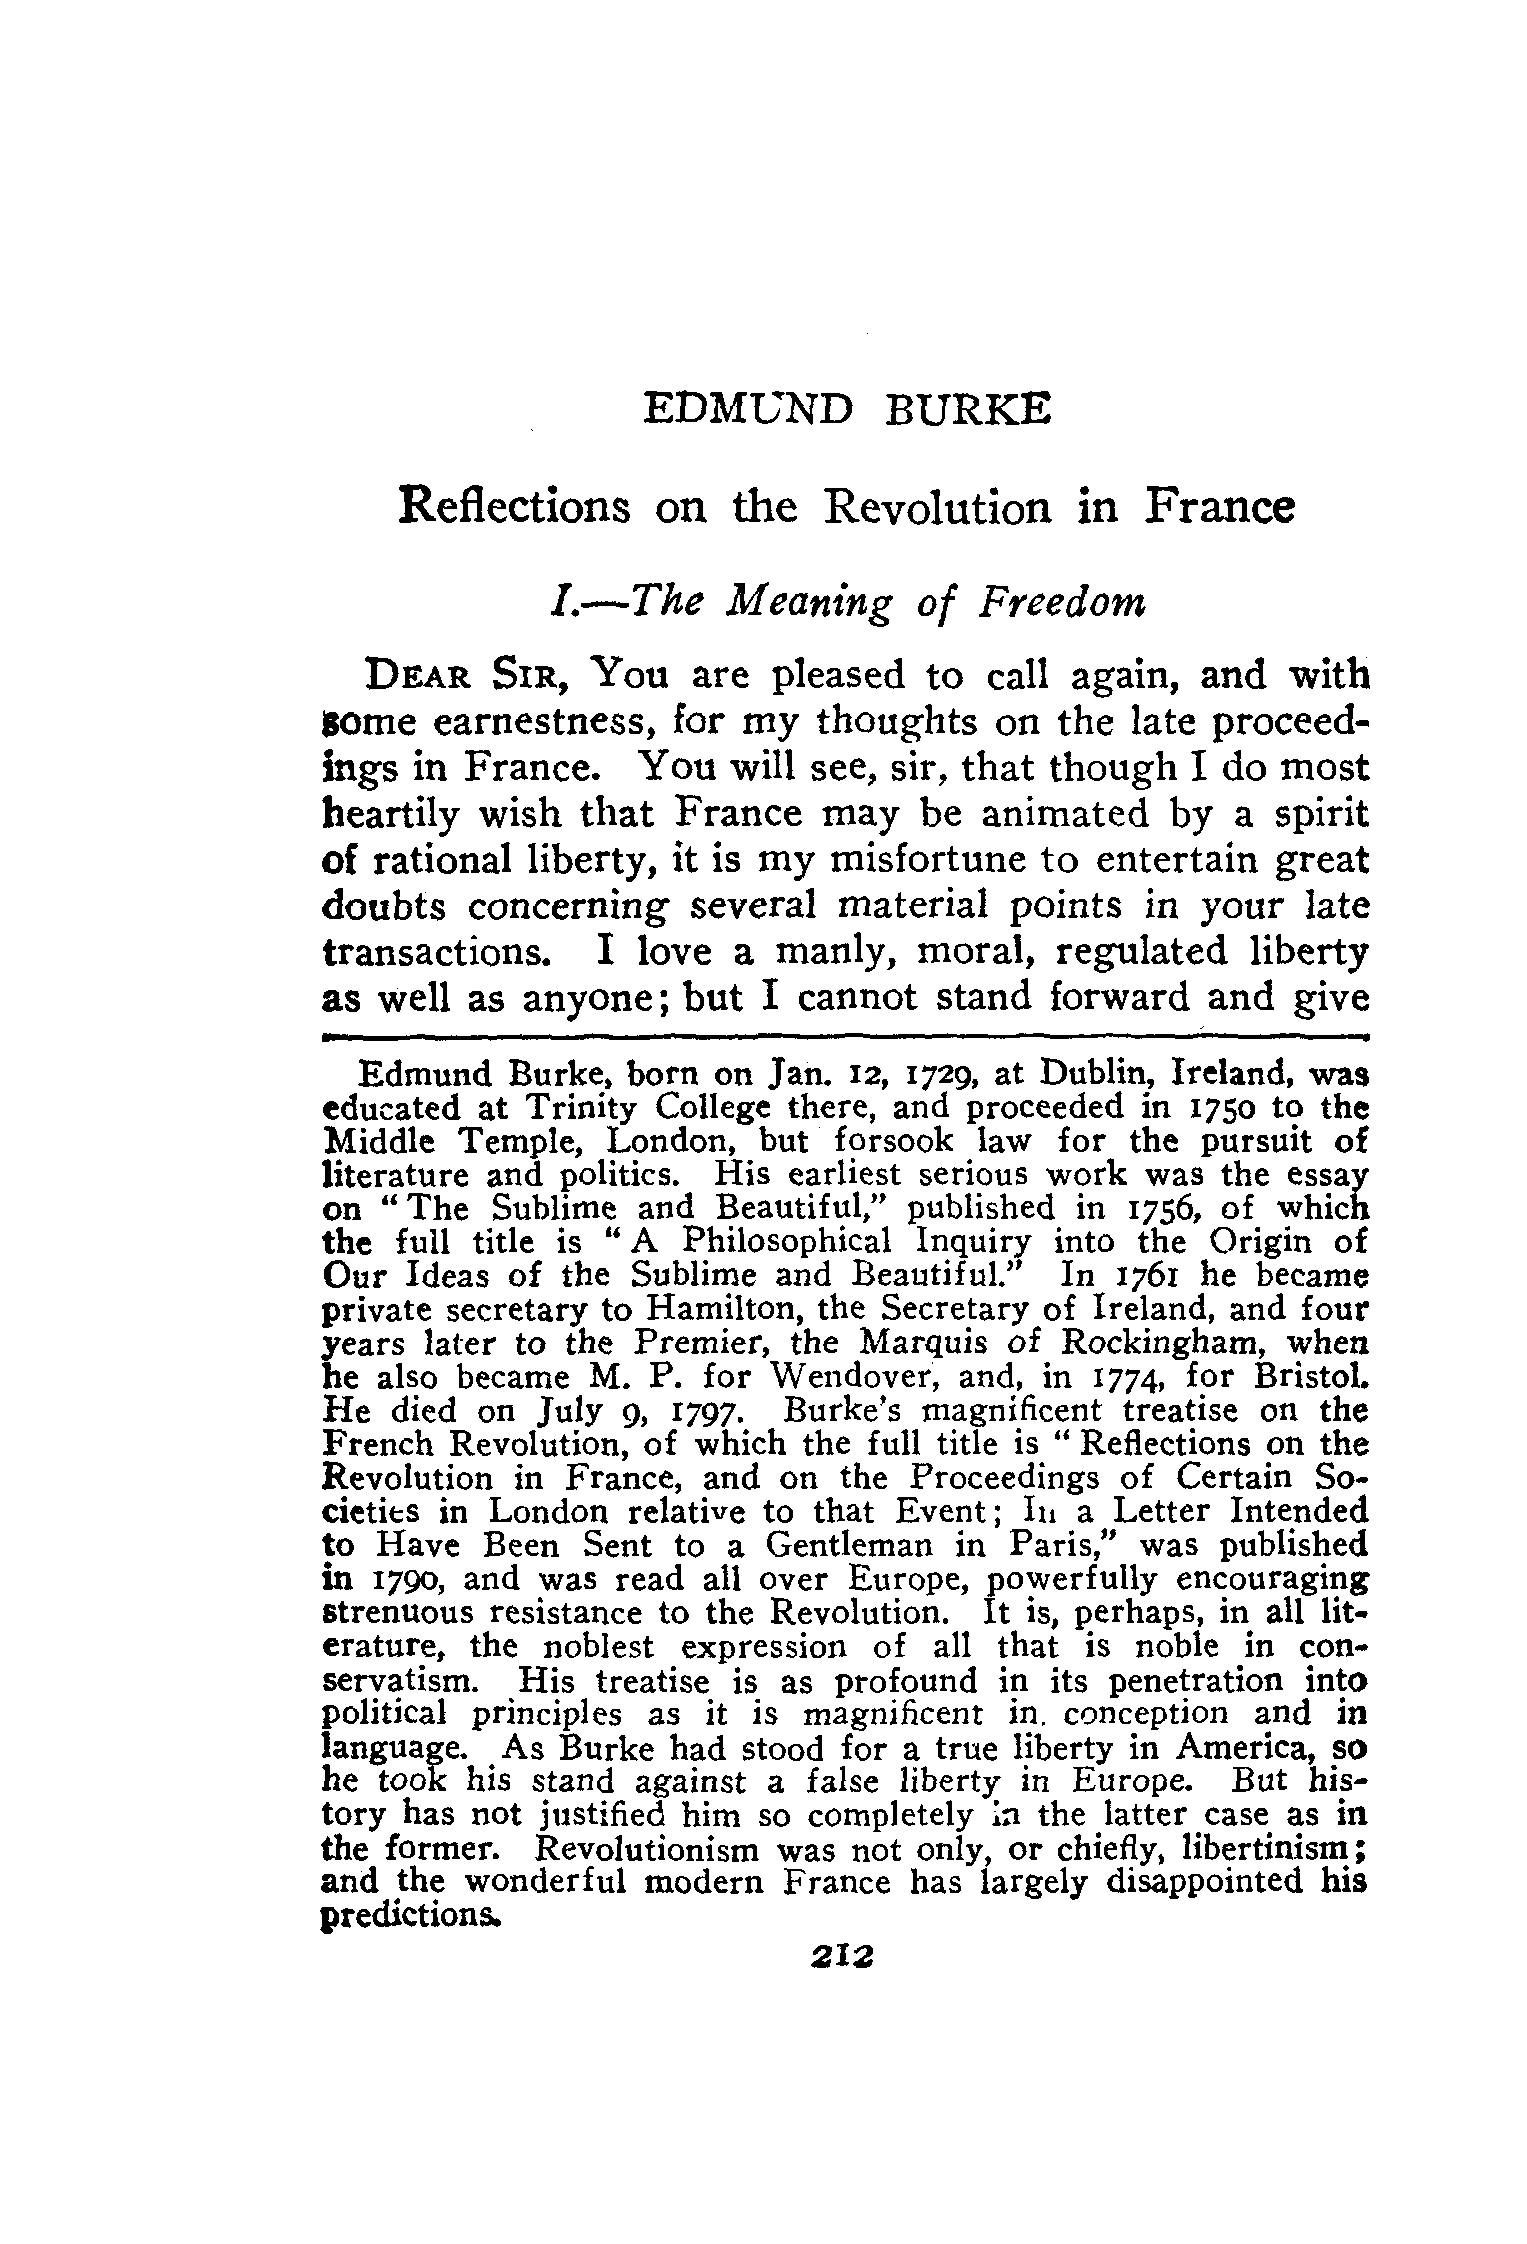 EDMUND BURKE
Reflections on the Revolution in France
I.—The Meaning of Freedom
DEAR SIR, You are pleased to call again, and with
some earnestness, for my thoughts on the late proceed-
ings in France. You will see, sir, that though I do most
heartily wish that France may be animated by a spirit
of rational liberty, it is my misfortune to entertain great
doubts concerning several material points in your late
transactions. I love a manly, moral, regulated liberty
as well as anyone; but I cannot stand forward and give
Edmund Burke, born on Jan. 12, 1729, at Dublin, Ireland, was
educated at Trinity College there, and proceeded in 1750 to the
Middle Temple, London, but forsook law for the pursuit of
literature and politics. His earliest serious work was the essay
on "The Sublime and Beautiful," published in 1756, of which
the full title is "A Philosophical Inquiry into the Origin of
Our Ideas of the Sublime and Beautiful." In 1761 he became
private secretary to Hamilton, the Secretary of Ireland, and four
years later to the Premier, the Marquis of Rockingham, when
he also became M. P. for Wendover, and, in 1774, for Bristol.
He died on July 9, 1797. Burke's magnificent treatise on the
French Revolution, of which the full title is "Reflections on the
Revolution in France, and on the Proceedings of Certain So-
cieties in London relative to that Event; In a Letter Intended
to Have Been Sent to a Gentleman in Paris," was published
in 1790, and was read all over Europe, powerfully encouraging
strenuous resistance to the Revolution. It is, perhaps, in all lit-
erature, the noblest expression of all that is noble in con-
servatism. His treatise is as profound in its penetration into
political principles as it is magnificent in. conception and in
language. As Burke had stood for a true liberty in America, so
he took his stand against a false liberty in Europe. But his-
tory has not justified him so completely in the latter case as in
the former. Revolutionism was not only, or chiefly, libertinism;
and the wonderful modern France has largely disappointed his
predictions.
212